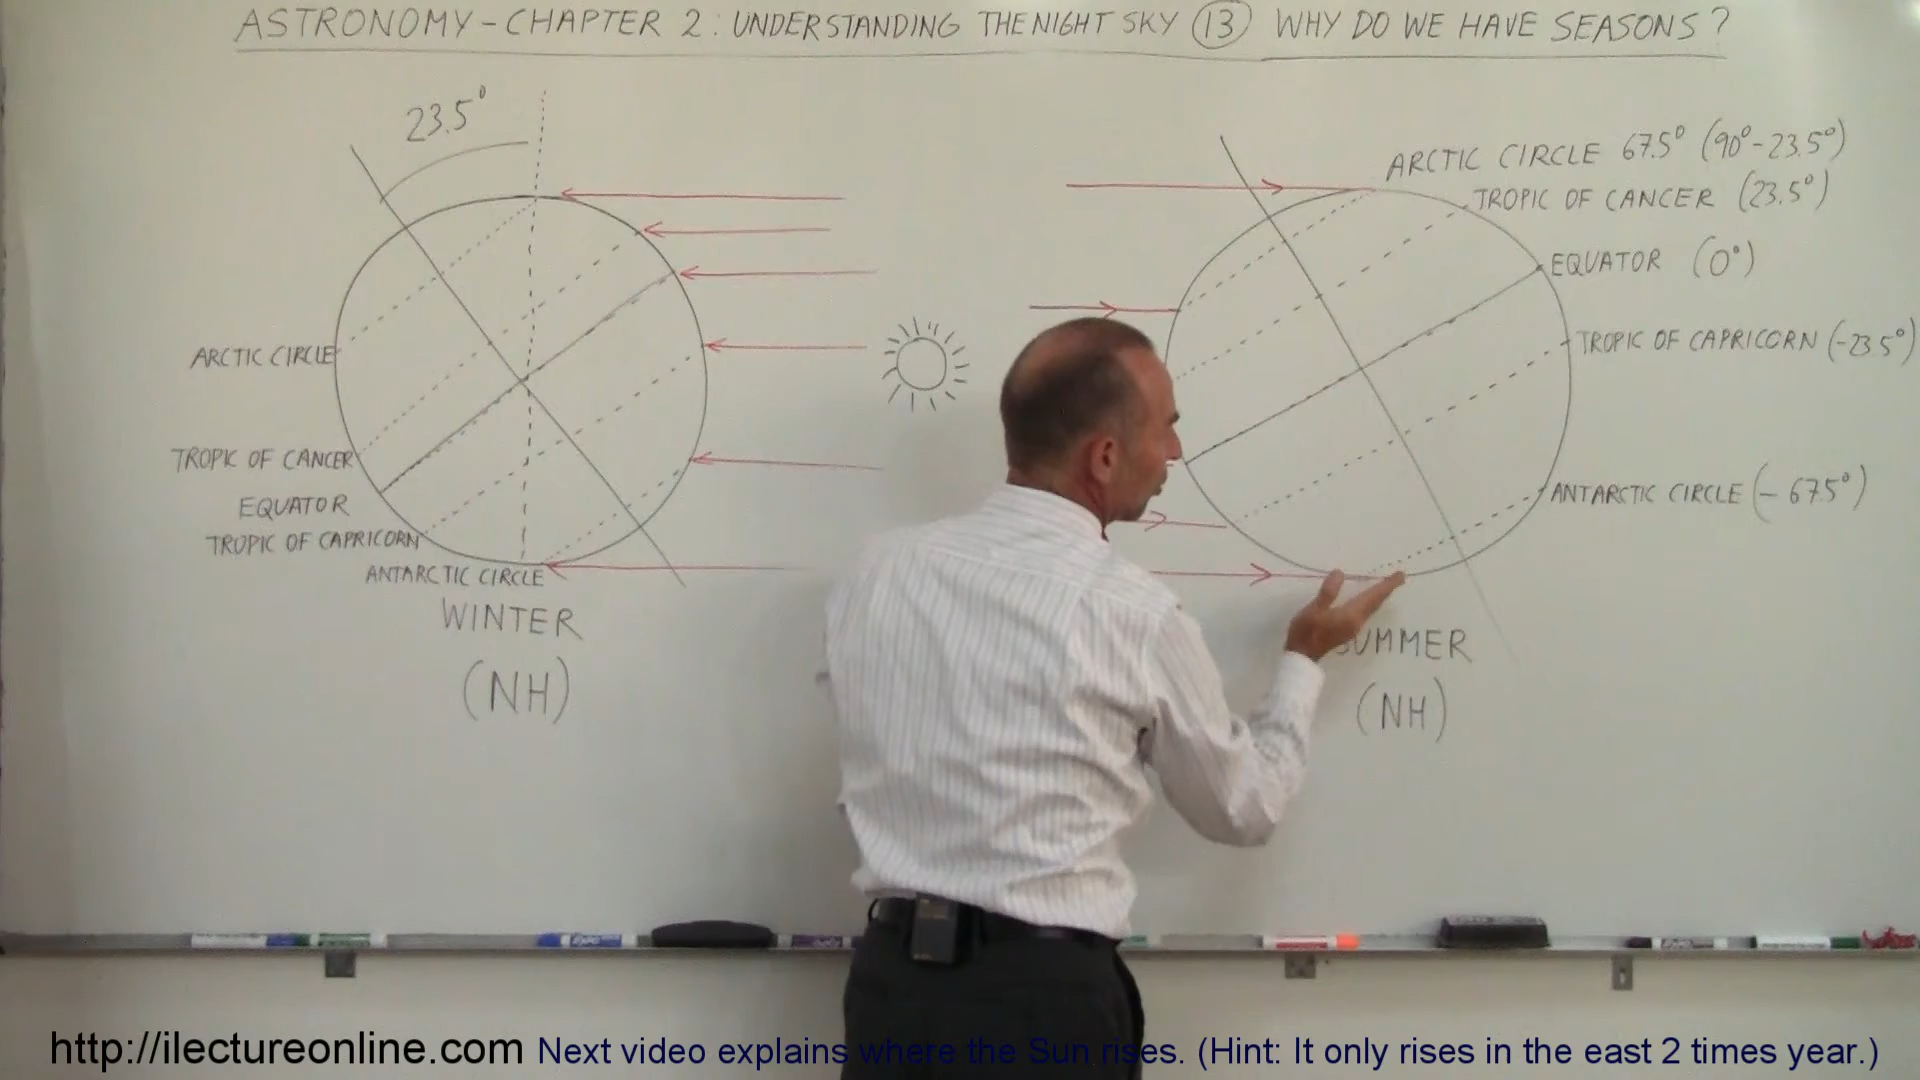 ASTRONOMY - CHAPTER 2: UNDERSTANDING THE NIGHT SKY 13 WHY DO WE HAVE SEASONS?
23.5°
ARCTIC CIRCLE
TROPIC OF CANCER
EQUATOR
TROPIC OF CAPRICORN
ANTARCTIC CIRCLE
WINTER
(NH)
ARCTIC CIRCLE 67.5° (90°-23.5°)
TROPIC OF CANCER (23.5°)
EQUATOR (0°)
TROPIC OF CAPRICORN (-23.5°)
ANTARCTIC CIRCLE (-67.5°)
SUMMER
(NH)
http://ilectureonline.com Next video explains where the Sun rises. (Hint: It only rises in the east 2 times year.)